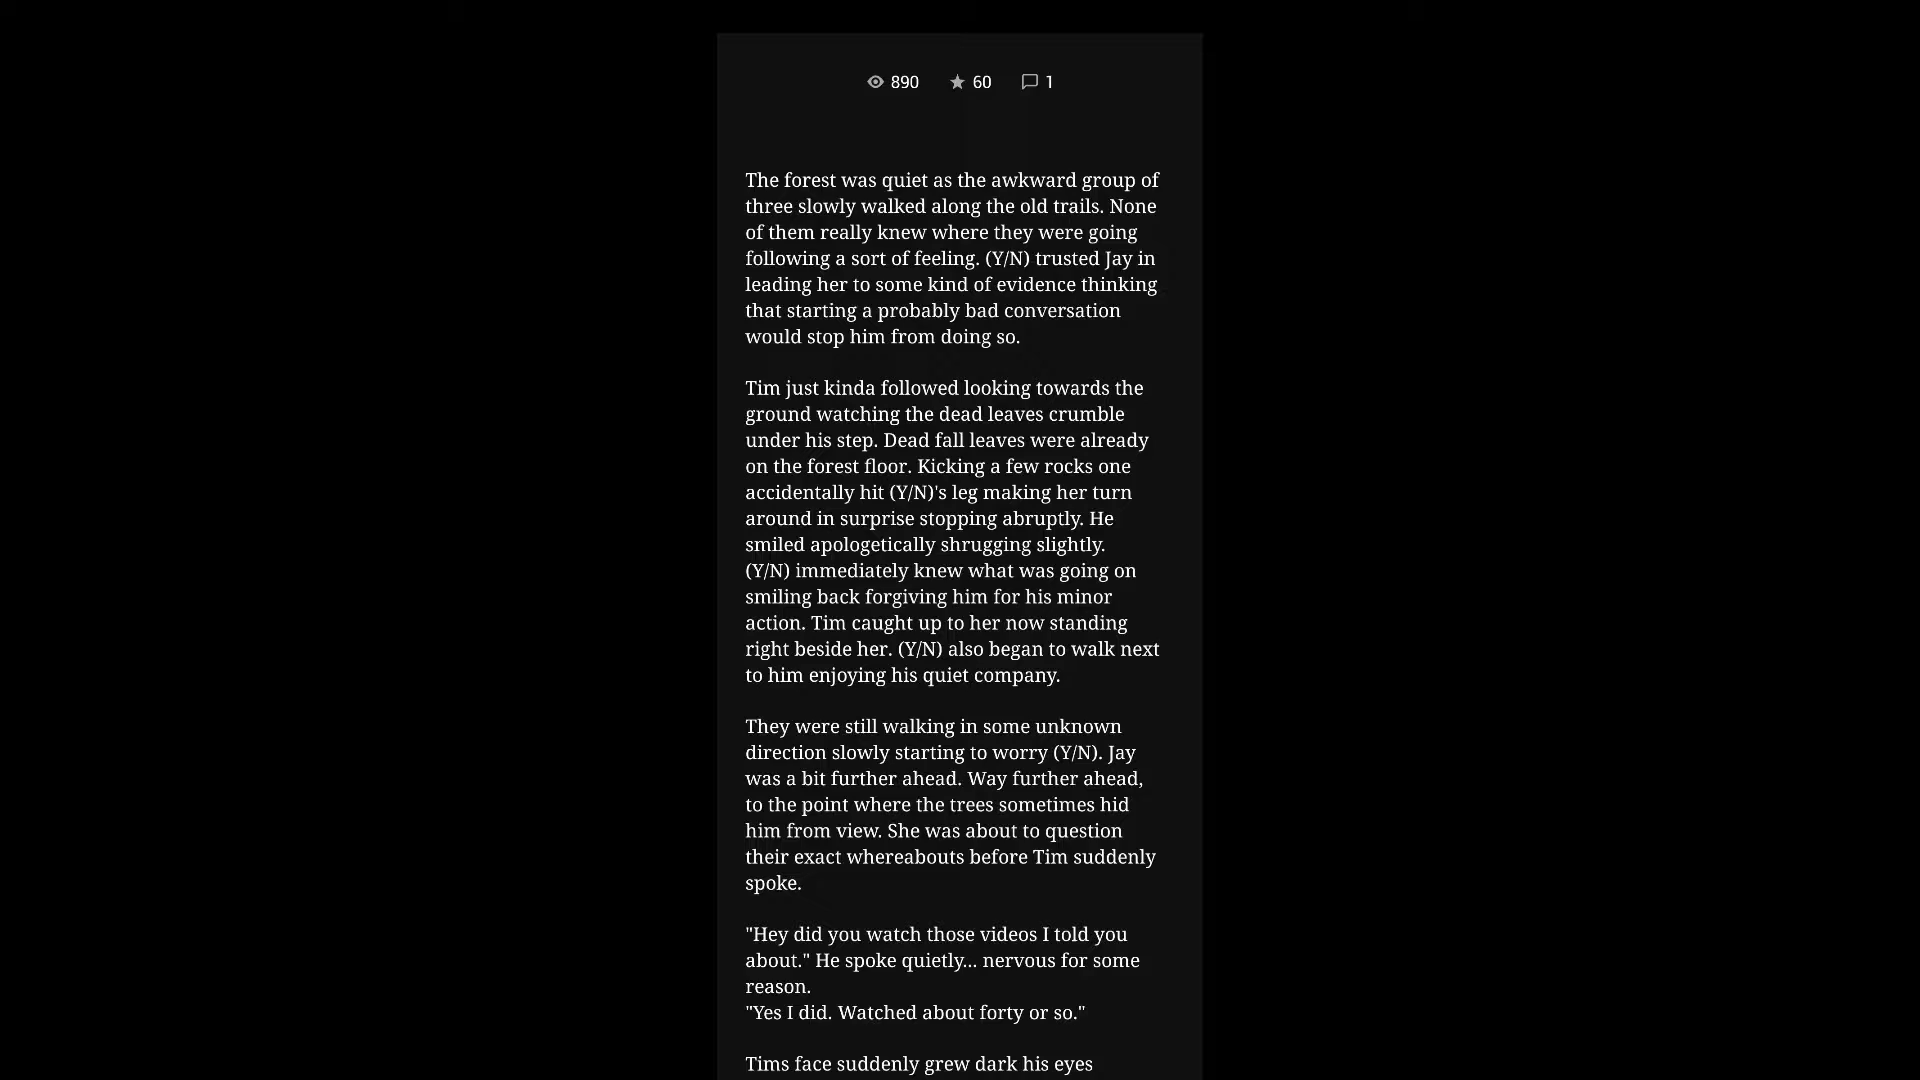 890 60 1
The forest was quiet as the awkward group of
three slowly walked along the old trails. None
of them really knew where they were going
following a sort of feeling. (Y/N) trusted Jay in
leading her to some kind of evidence thinking
that starting a probably bad conversation
would stop him from doing so.
Tim just kinda followed looking towards the
ground watching the dead leaves crumble
under his step. Dead fall leaves were already
on the forest floor. Kicking a few rocks one
accidentally hit (Y/N)'s leg making her turn
around in surprise stopping abruptly. He
smiled apologetically shrugging slightly.
(Y/N) immediately knew what was going on
smiling back forgiving him for his minor
action. Tim caught up to her now standing
right beside her. (Y/N) also began to walk next
to him enjoying his quiet company.
They were still walking in some unknown
direction slowly starting to worry (Y/N). Jay
was a bit further ahead. Way further ahead,
to the point where the trees sometimes hid
him from view. She was about to question
their exact whereabouts before Tim suddenly
spoke.
"Hey did you watch those videos I told you
about." He spoke quietly... nervous for some
reason.
"Yes I did. Watched about forty or so."
Tims face suddenly grew dark his eyes